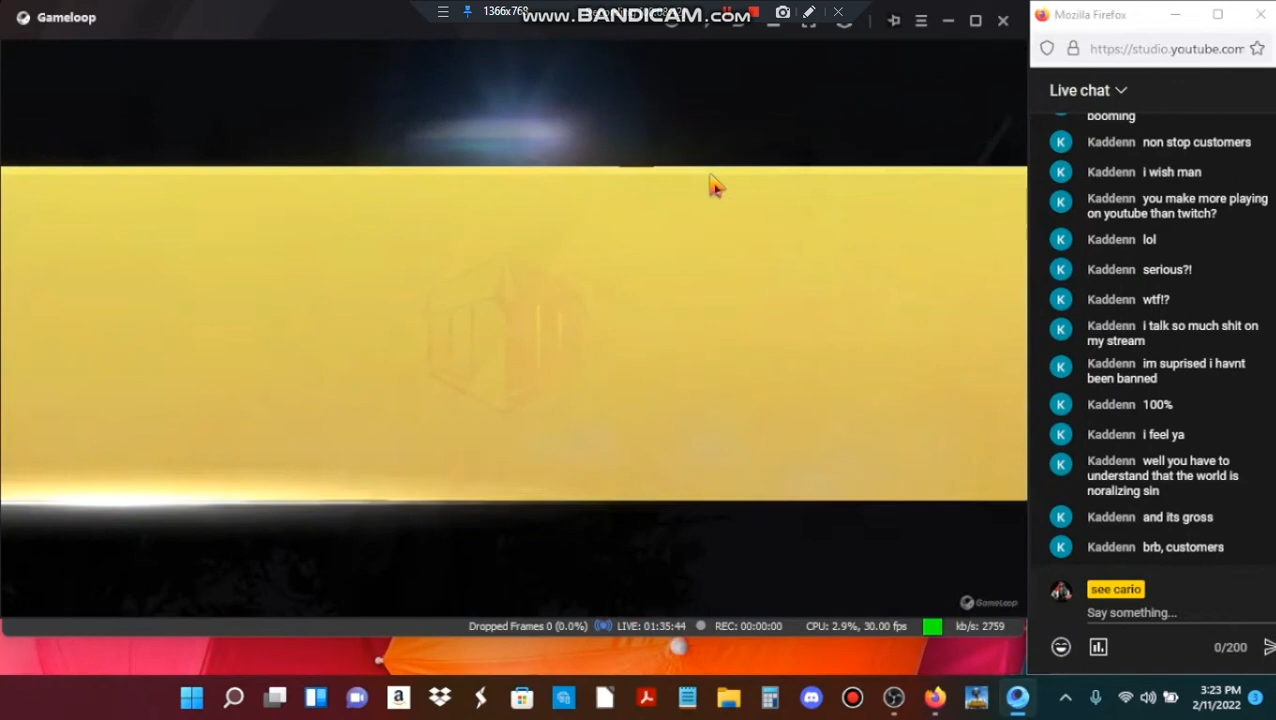 Gameloop
1366x768
www.BANDICAM.com
Mozilla Firefox
https://studio.youtube.com
Live chat
booming
Kaddenn non stop customers
Kaddenn i wish man
Kaddenn you make more playing
on youtube than twitch?
Kaddenn lol
Kaddenn serious?!
Kaddenn wtf!?
Kaddenn i talk so much shit on
my stream
Kaddenn im suprised i havnt
been banned
Kaddenn 100%
Kaddenn i feel ya
Kaddenn well you have to
understand that the world is
noralizing sin
Kaddenn and its gross
Kaddenn brb, customers
see cario
Say something...
0/200
GameLoop
Dropped Frames 0 (0.0%) LIVE: 01:35:44 REC: 00:00:00 CPU: 2.9%, 30.00 fps kb/s: 2759
3:23 PM
2/11/2022
3